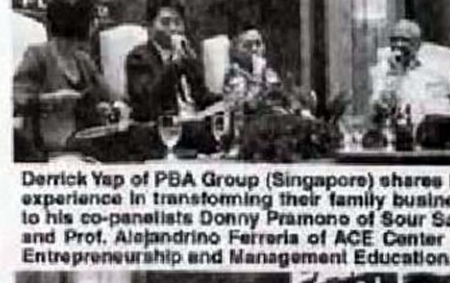 Derrick Yap of PBA Group (Singapore) shares
experience in transforming their family
to his co-panelists Donny Pramono of Sour
and Prof. Alejandrino Ferreria of ACE Center
Entrepreneurship and Management Education